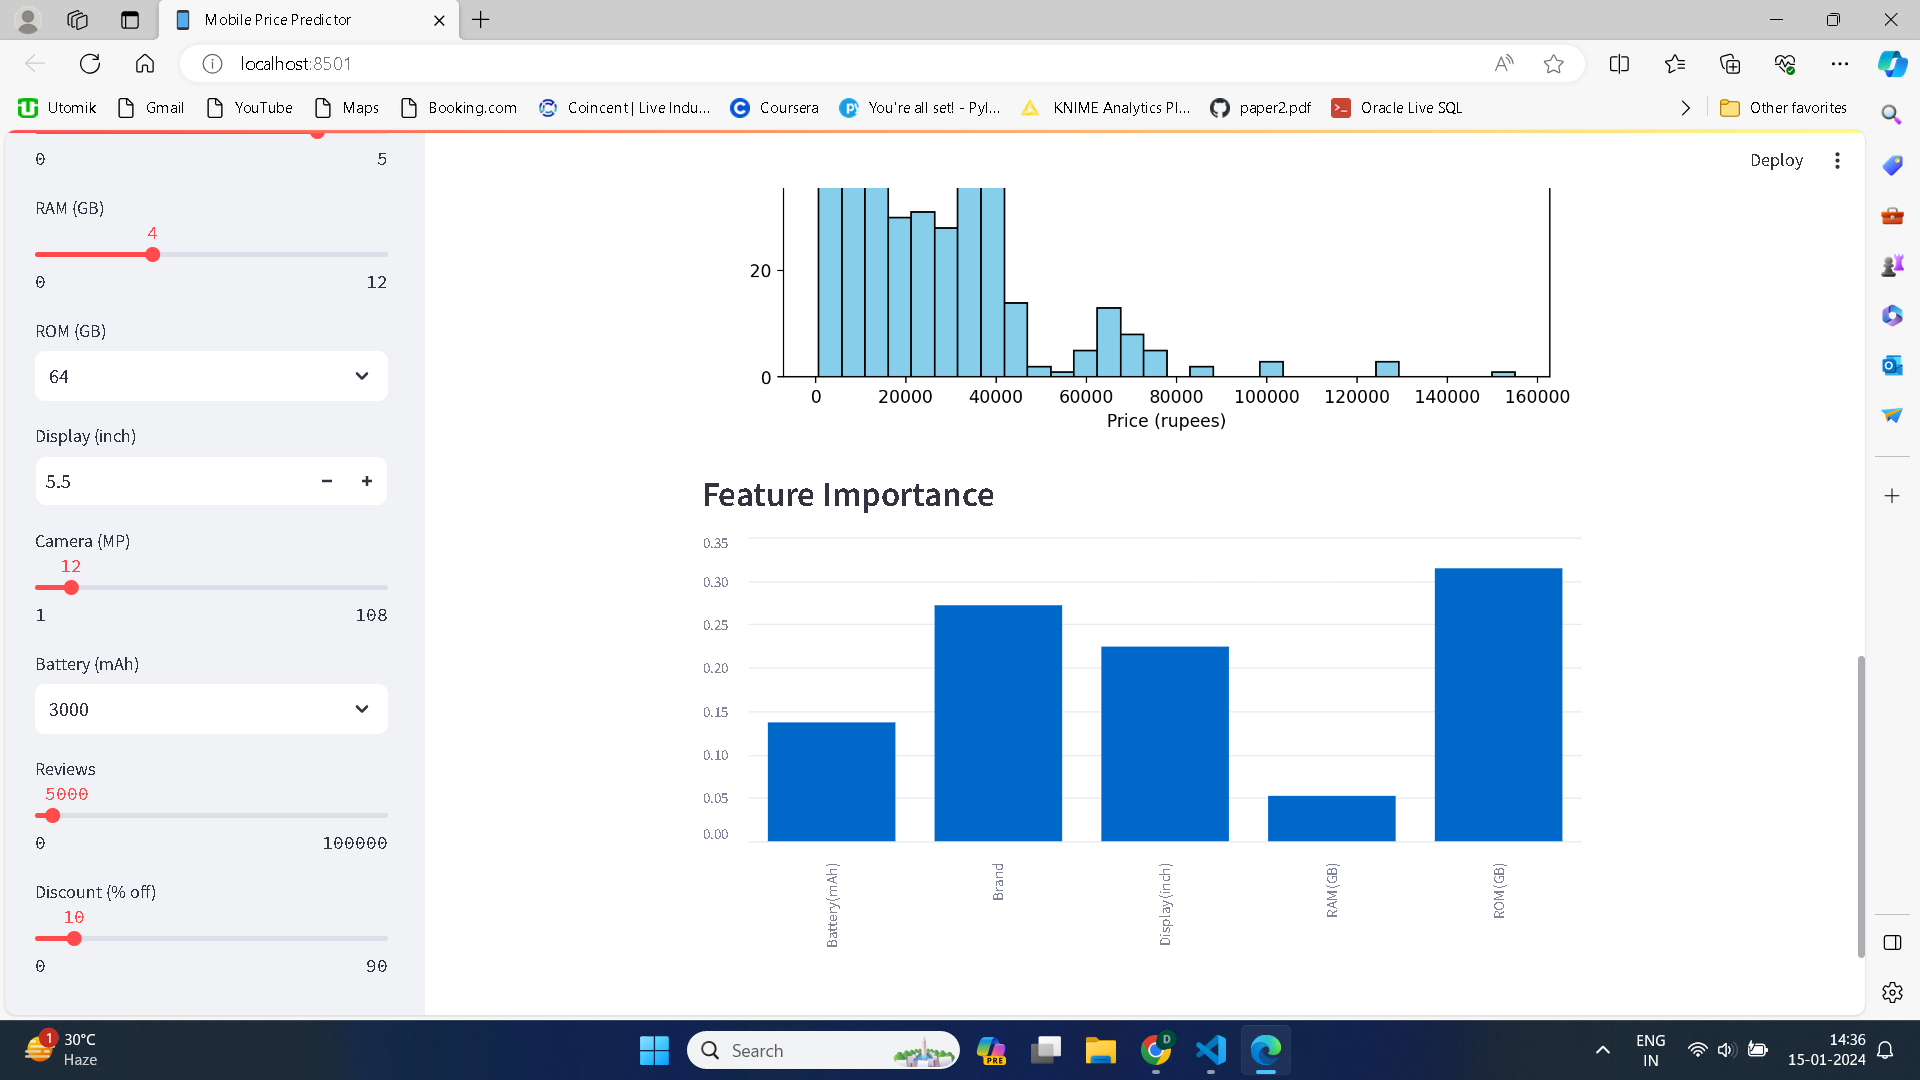 Mobile Price Predictor
localhost:8501
Utomik
Gmail
YouTube
Maps
Booking.com
Coincent | Live Indu...
Coursera
You're all set! - PyI...
KNIME Analytics Pl...
paper2.pdf
Oracle Live SQL
Other favorites
0 5
RAM (GB)
4
0 12
ROM (GB)
64
Display (inch)
5.5
Camera (MP)
12
1 108
Battery (mAh)
3000
Reviews
5000
0 100000
Discount (% off)
10
0 90
Deploy
20
0
0 20000 40000 60000 80000 100000 120000 140000 160000
Price (rupees)
Feature Importance
0.35
0.30
0.25
0.20
0.15
0.10
0.05
0.00
Battery(mAh)
Brand
Display(inch)
RAM(GB)
ROM(GB)
1
30°C
Haze
Search
PRE
D
ENG
IN
14:36
15-01-2024